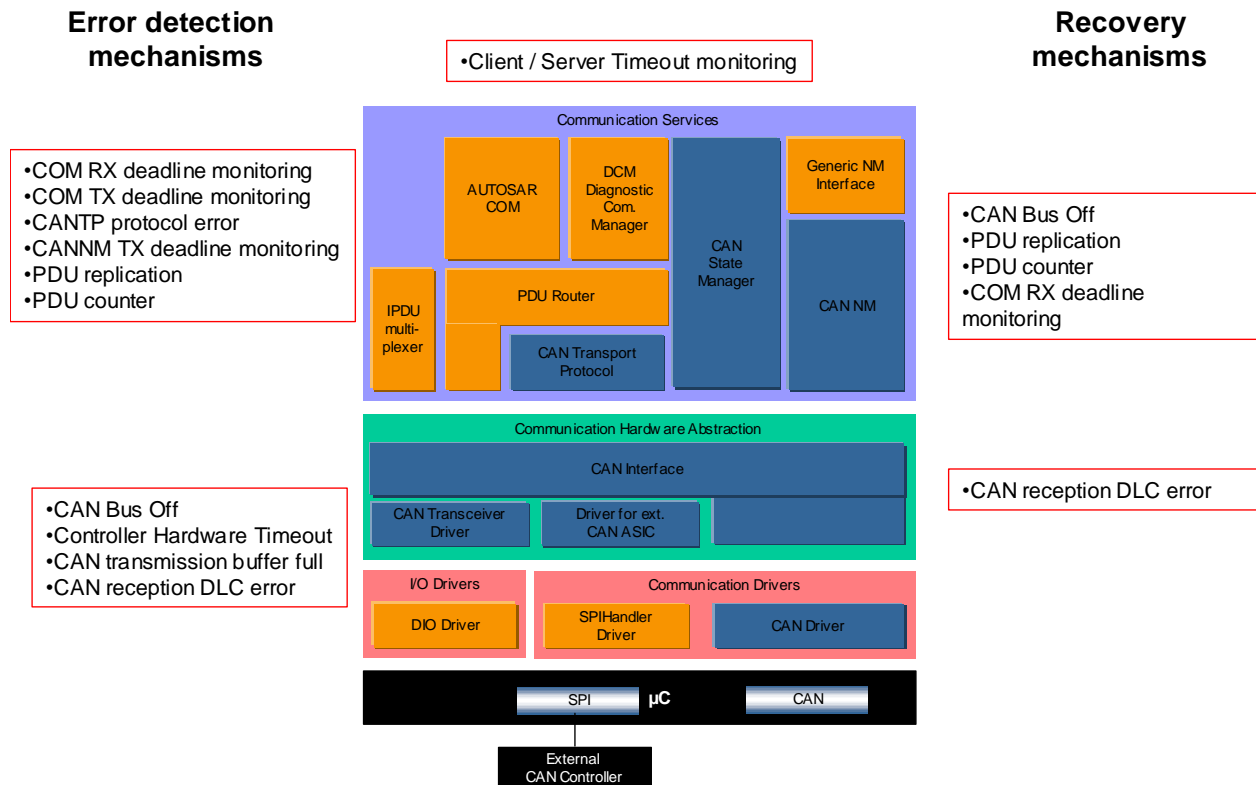 Error detection
mechanisms
Recovery
mechanisms
•Client / Server Timeout monitoring
•COM RX deadline monitoring
•COM TX deadline monitoring
•CANTP protocol error
•CANNM TX deadline monitoring
•PDU replication
•PDU counter
Communication Services
AUTOSAR
COM
DCM
Diagnostic
Com.
Manager
CAN
State
Manager
Generic NM
Interface
IPDU
multi-
plexer
PDU Router
CAN Transport
Protocol
CAN NM
•CAN Bus Off
•PDU replication
•PDU counter
•COM RX deadline
monitoring
•CAN Bus Off
•Controller Hardware Timeout
•CAN transmission buffer full
•CAN reception DLC error
Communication Hardware Abstraction
CAN Interface
CAN Transceiver
Driver
Driver for ext.
CAN ASIC
•CAN reception DLC error
I/O Drivers
DIO Driver
Communication Drivers
SPIHandler
Driver
CAN Driver
SPI
µC
CAN
External
CAN Controller